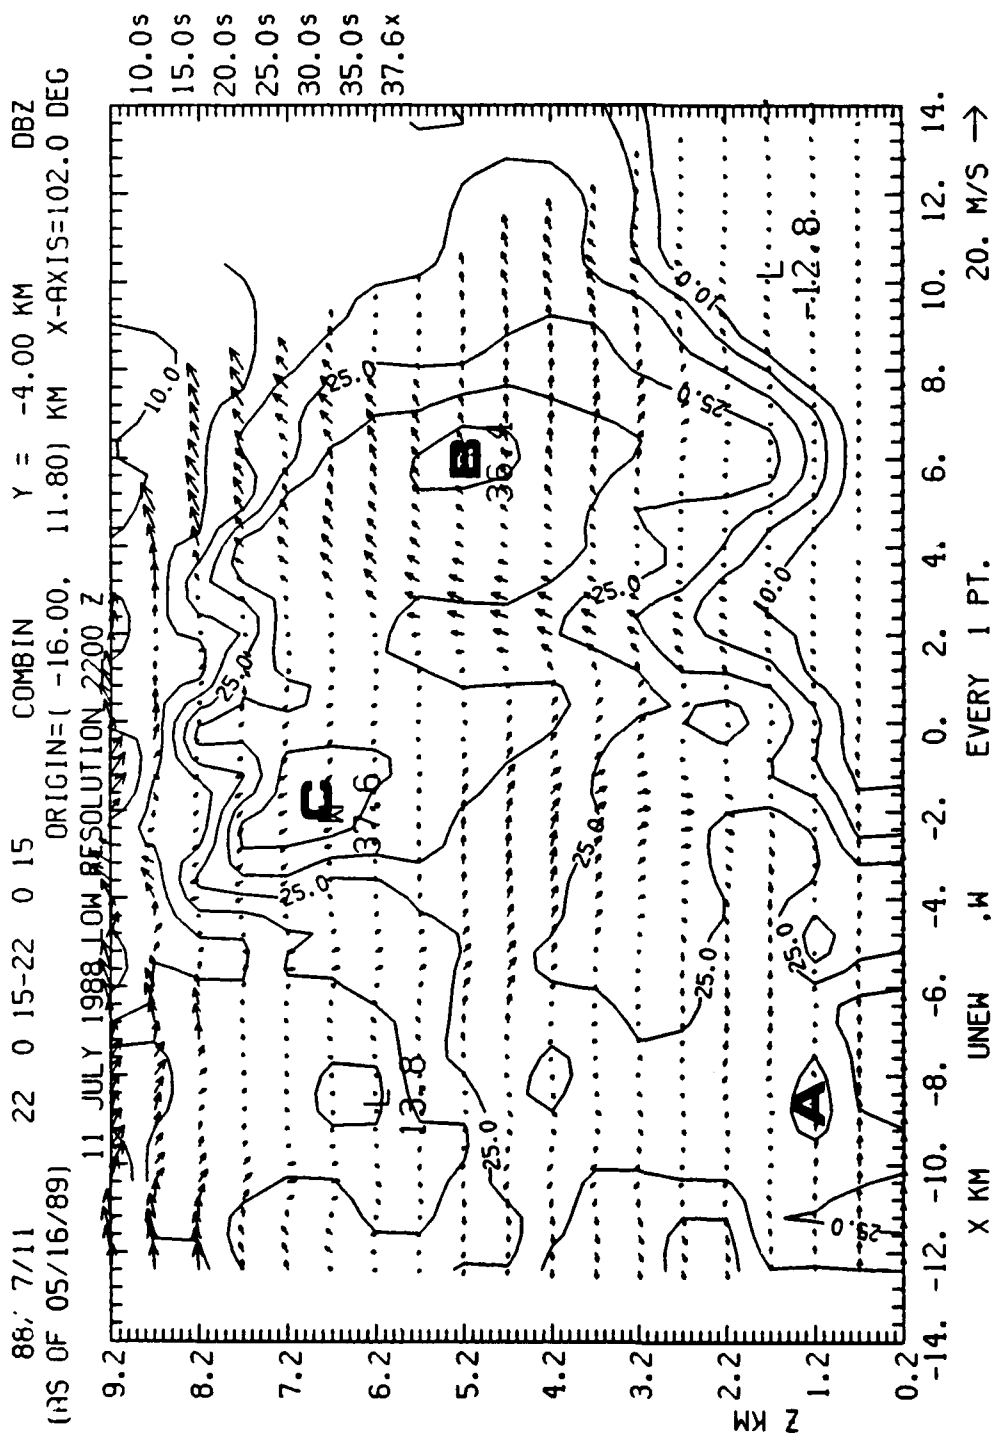 88/ 7/11 22 0 15-22 0 15 COMBIN Y = -4.00 KM DBZ
(AS OF 05/16/89) ORIGIN=( -16.00, 11.80) KM X-AXIS=102.0 DEG
11 JULY 1988 LOW RESOLUTION 2200 Z
10.0s
15.0s
20.0s
25.0s
30.0s
35.0s
37.6x
9.2
8.2
7.2
6.2
5.2
4.2
3.2
2.2
1.2
0.2
Z KM
10.0
25.0
25.0
25.0
C
37.6
B
36.4
L
13.8
25.0
25.0
25.0
25.0
25.0
25.0
25.0
A
10.0
10.0
L
-12.8
-14. -12. -10. -8. -6. -4. -2. 0. 2. 4. 6. 8. 10. 12. 14.
X KM UNEW ,W EVERY 1 PT. 20. M/S →